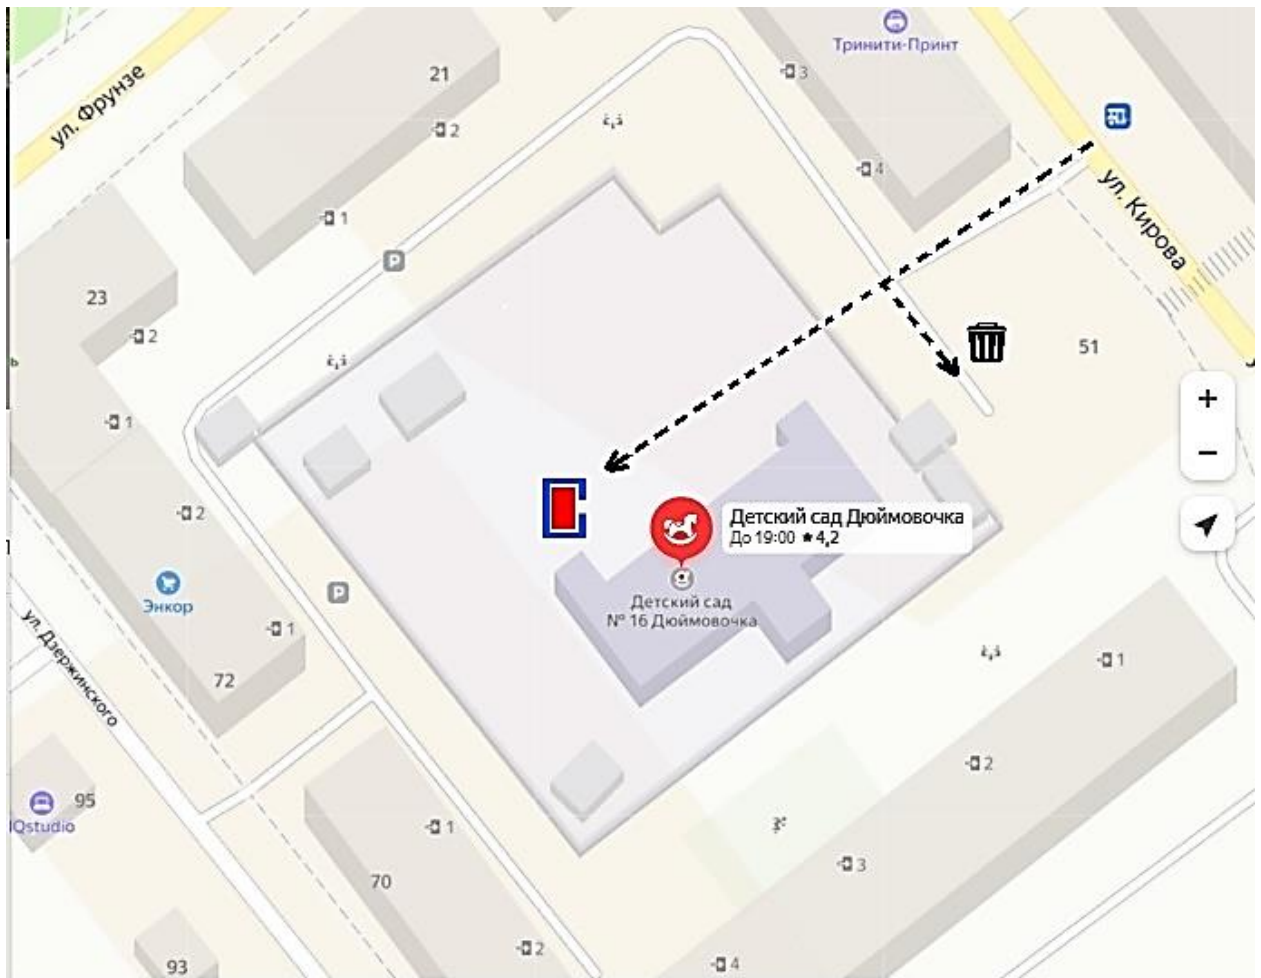 Тринити-Принт
21
3
ул. Фрунзе
2
4
1
ул. Кирова
P
23
2
51
1
+
−
2
Детский сад Дюймовочка
До 19:00 ★ 4,2
Энкор
P
Детский сад
№ 16 Дюймовочка
1
ул. Дзержинского
72
1
2
95
IQstudio
1
3
70
2
4
93